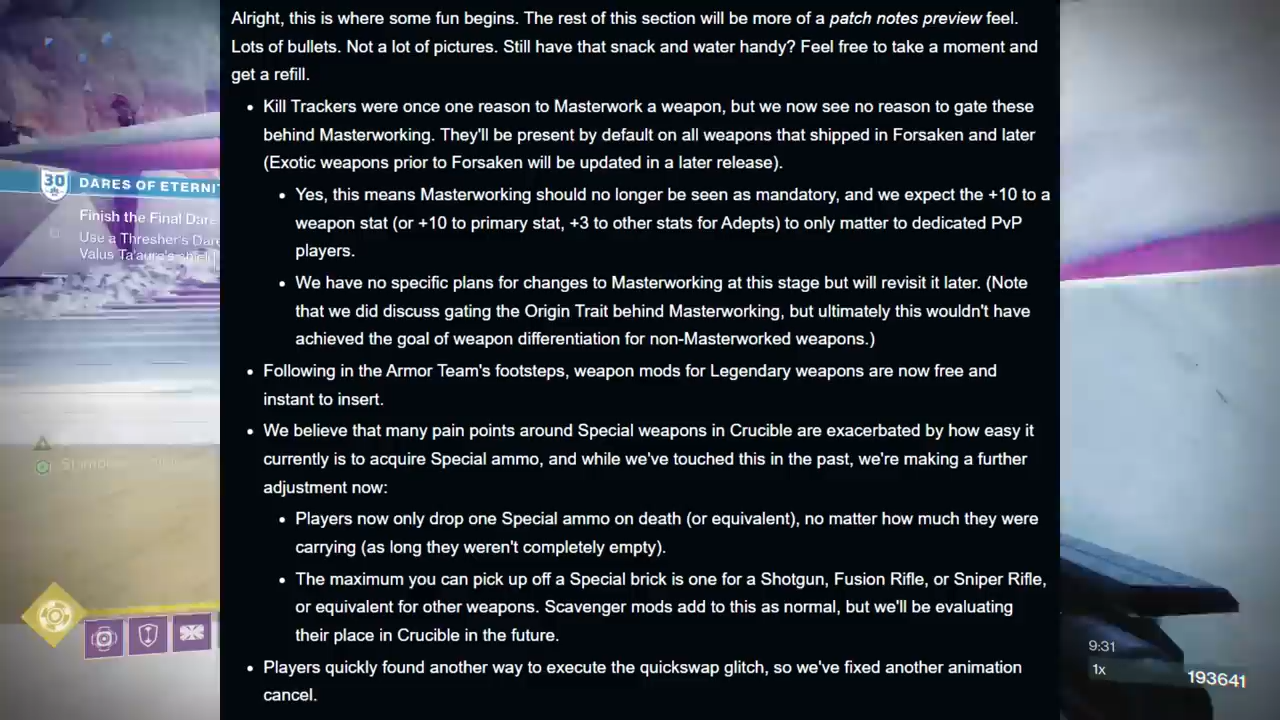 Alright, this is where some fun begins. The rest of this section will be more of a patch notes preview feel.
Lots of bullets. Not a lot of pictures. Still have that snack and water handy? Feel free to take a moment and
get a refill.
• Kill Trackers were once one reason to Masterwork a weapon, but we now see no reason to gate these
behind Masterworking. They'll be present by default on all weapons that shipped in Forsaken and later
(Exotic weapons prior to Forsaken will be updated in a later release).
• Yes, this means Masterworking should no longer be seen as mandatory, and we expect the +10 to a
weapon stat (or +10 to primary stat, +3 to other stats for Adepts) to only matter to dedicated PvP
players.
• We have no specific plans for changes to Masterworking at this stage but will revisit it later. (Note
that we did discuss gating the Origin Trait behind Masterworking, but ultimately this wouldn't have
achieved the goal of weapon differentiation for non-Masterworked weapons.)
• Following in the Armor Team's footsteps, weapon mods for Legendary weapons are now free and
instant to insert.
• We believe that many pain points around Special weapons in Crucible are exacerbated by how easy it
currently is to acquire Special ammo, and while we've touched this in the past, we're making a further
adjustment now:
• Players now only drop one Special ammo on death (or equivalent), no matter how much they were
carrying (as long they weren't completely empty).
• The maximum you can pick up off a Special brick is one for a Shotgun, Fusion Rifle, or Sniper Rifle,
or equivalent for other weapons. Scavenger mods add to this as normal, but we'll be evaluating
their place in Crucible in the future.
• Players quickly found another way to execute the quickswap glitch, so we've fixed another animation
cancel.
30 DARES OF ETERNI
Finish the Final Dare
Use a Thresher's Dare
Valus Ta'aurc's shield
9:31
1x
193641